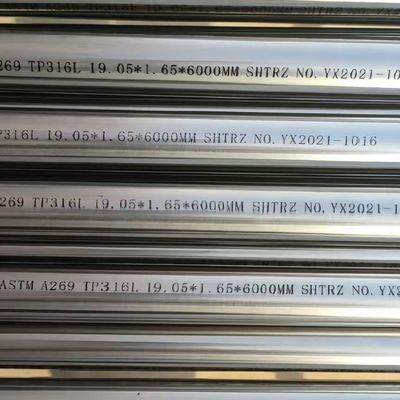 A269 TP316L 19.05*1.65*6000MM SHTRZ NO.YX2021-10
TP316L 19.05*1.65*6000MM SHTRZ NO.YX2021-1016
A269 TP316L 19.05*1.65*6000MM SHTRZ NO.YX2021-1
ASTM A269 TP316L 19.05*1.65*6000MM SHTRZ NO.YX2